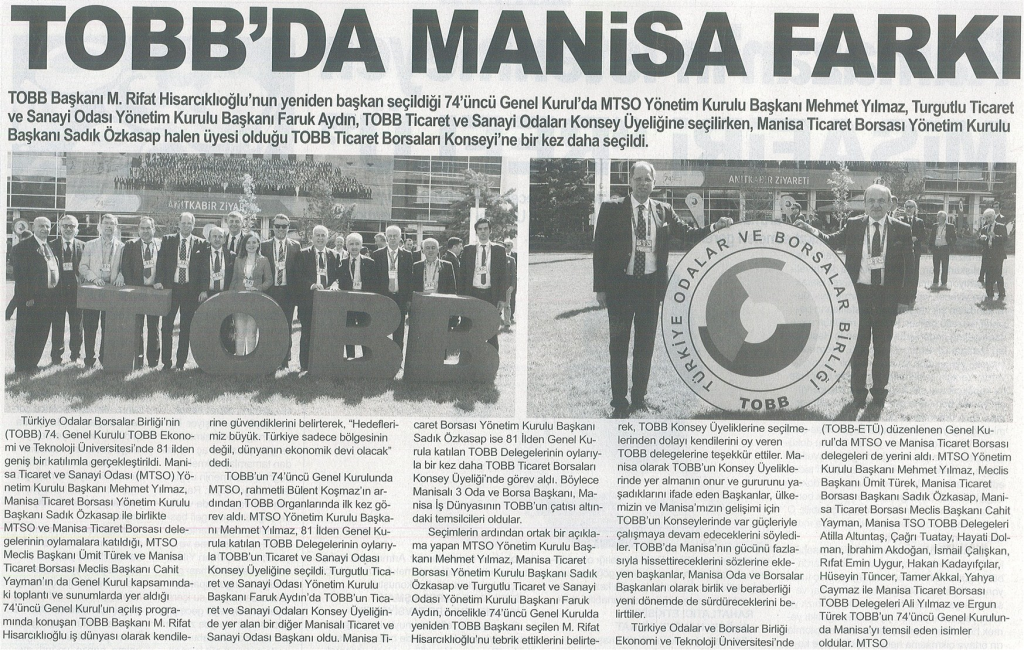 TOBB'DA MANiSA FARKI
TOBB Başkanı M. Rifat Hisarcıklıoğlu'nun yeniden başkan seçildiği 74'üncü Genel Kurul'da MTSO Yönetim Kurulu Başkanı Mehmet Yılmaz, Turgutlu Ticaret
ve Sanayi Odası Yönetim Kurulu Başkanı Faruk Aydın, TOBB Ticaret ve Sanayi Odaları Konsey Üyeliğine seçilirken, Manisa Ticaret Borsası Yönetim Kurulu
Başkanı Sadık Özkasap halen üyesi olduğu TOBB Ticaret Borsaları Konseyi'ne bir kez daha seçildi.
ANITKABİR ZİYARETİ
TOBB
ANITKABİR ZİYARETİ
TÜRKİYE ODALAR VE BORSALAR BİRLİĞİ
TOBB
Türkiye Odalar Borsalar Birliği'nin
(TOBB) 74. Genel Kurulu TOBB Ekono-
mi ve Teknoloji Üniversitesi'nde 81 ilden
geniş bir katılımla gerçekleştirildi. Mani-
sa Ticaret ve Sanayi Odası (MTSO) Yö-
netim Kurulu Başkanı Mehmet Yılmaz,
Manisa Ticaret Borsası Yönetim Kurulu
Başkanı Sadık Özkasap ile birlikte
MTSO ve Manisa Ticaret Borsası dele-
gelerinin oylamalara katıldığı, MTSO
Meclis Başkanı Ümit Türek ve Manisa
Ticaret Borsası Meclis Başkanı Cahit
Yayman'ın da Genel Kurul kapsamında-
ki toplantı ve sunumlarda yer aldığı
74'üncü Genel Kurul'un açılış progra-
mında konuşan TOBB Başkanı M. Rifat
Hisarcıklıoğlu iş dünyası olarak kendile-
rine güvendiklerini belirterek, "Hedefleri-
miz büyük. Türkiye sadece bölgesinin
değil, dünyanın ekonomik devi olacak"
dedi.
TOBB'un 74'üncü Genel Kurulunda
MTSO, rahmetli Bülent Koşmaz'ın ar-
dından TOBB Organlarında ilk kez gö-
rev aldı. MTSO Yönetim Kurulu Başka-
nı Mehmet Yılmaz, 81 İlden Genel Ku-
rula katılan TOBB Delegelerinin oylarıy-
la TOBB'un Ticaret ve Sanayi Odası
Konsey Üyeliğine seçildi. Turgutlu Tica-
ret ve Sanayi Odası Yönetim Kurulu
Başkanı Faruk Aydın'da TOBB'un Tica-
ret ve Sanayi Odaları Konsey Üyeliğin-
de yer alan bir diğer Manisalı Ticaret ve
Sanayi Odası Başkanı oldu. Manisa Ti-
caret Borsası Yönetim Kurulu Başkanı
Sadık Özkasap ise 81 İlden Genel Ku-
rula katılan TOBB Delegelerinin oylarıy-
la bir kez daha TOBB Ticaret Borsaları
Konseyi Üyeliği'nde görev aldı. Böylece
Manisalı 3 Oda ve Borsa Başkanı, Ma-
nisa İş Dünyasının TOBB'un çatısı altın-
daki temsilcileri oldular.
Seçimlerin ardından ortak bir açıkla-
ma yapan MTSO Yönetim Kurulu Baş-
kanı Mehmet Yılmaz, Manisa Ticaret
Borsası Yönetim Kurulu Başkanı Sadık
Özkasap ve Turgutlu Ticaret ve Sanayi
Odası Yönetim Kurulu Başkanı Faruk
Aydın, öncelikle 74'üncü Genel Kurulda
yeniden TOBB Başkanı seçilen M. Rifat
Hisarcıklıoğlu'nu tebrik ettiklerini belirte-
rek, TOBB Konsey Üyeliklerine seçilme-
lerinden dolayı kendilerini oy veren
TOBB delegelerine teşekkür ettiler. Ma-
nisa olarak TOBB'un Konsey Üyelikle-
rinde yer almanın onur ve gururunu ya-
şadıklarını ifade eden Başkanlar, ülke-
mizin ve Manisa'mızın gelişimi için
TOBB'un Konseylerinde var güçleriyle
çalışmaya devam edeceklerini söyledi-
ler. TOBB'da Manisa'nın gücünü fazla-
sıyla hissettireceklerini sözlerine ekle-
yen başkanlar, Manisa Oda ve Borsalar
Başkanları olarak birlik ve beraberliği
yeni dönemde de sürdüreceklerini be-
lirttiler.
Türkiye Odalar ve Borsalar Birliği
Ekonomi ve Teknoloji Üniversitesi'nde
(TOBB-ETÜ) düzenlenen Genel Ku-
rul'da MTSO ve Manisa Ticaret Borsası
delegeleri de yerini aldı. MTSO Yönetim
Kurulu Başkanı Mehmet Yılmaz, Meclis
Başkanı Ümit Türek, Manisa Ticaret
Borsası Başkanı Sadık Özkasap, Mani-
sa Ticaret Borsası Meclis Başkanı Cahit
Yayman, Manisa TSO TOBB Delegeleri
Atilla Altuntaş, Çağrı Tuatay, Hayati Dol-
man, İbrahim Akdoğan, İsmail Çalışkan,
Rıfat Emin Uygur, Hakan Kadayıfçılar,
Hüseyin Tüncer, Tamer Akkal, Yahya
Caymaz ile Manisa Ticaret Borsası
TOBB Delegeleri Ali Yılmaz ve Ergun
Türek TOBB'un 74'üncü Genel Kurulun-
da Manisa'yı temsil eden isimler
oldular. MTSO